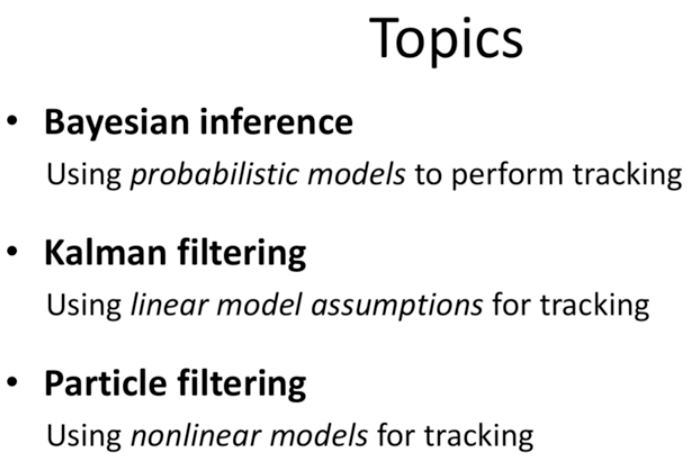 Topics
• Bayesian inference
Using probabilistic models to perform tracking
• Kalman filtering
Using linear model assumptions for tracking
• Particle filtering
Using nonlinear models for tracking